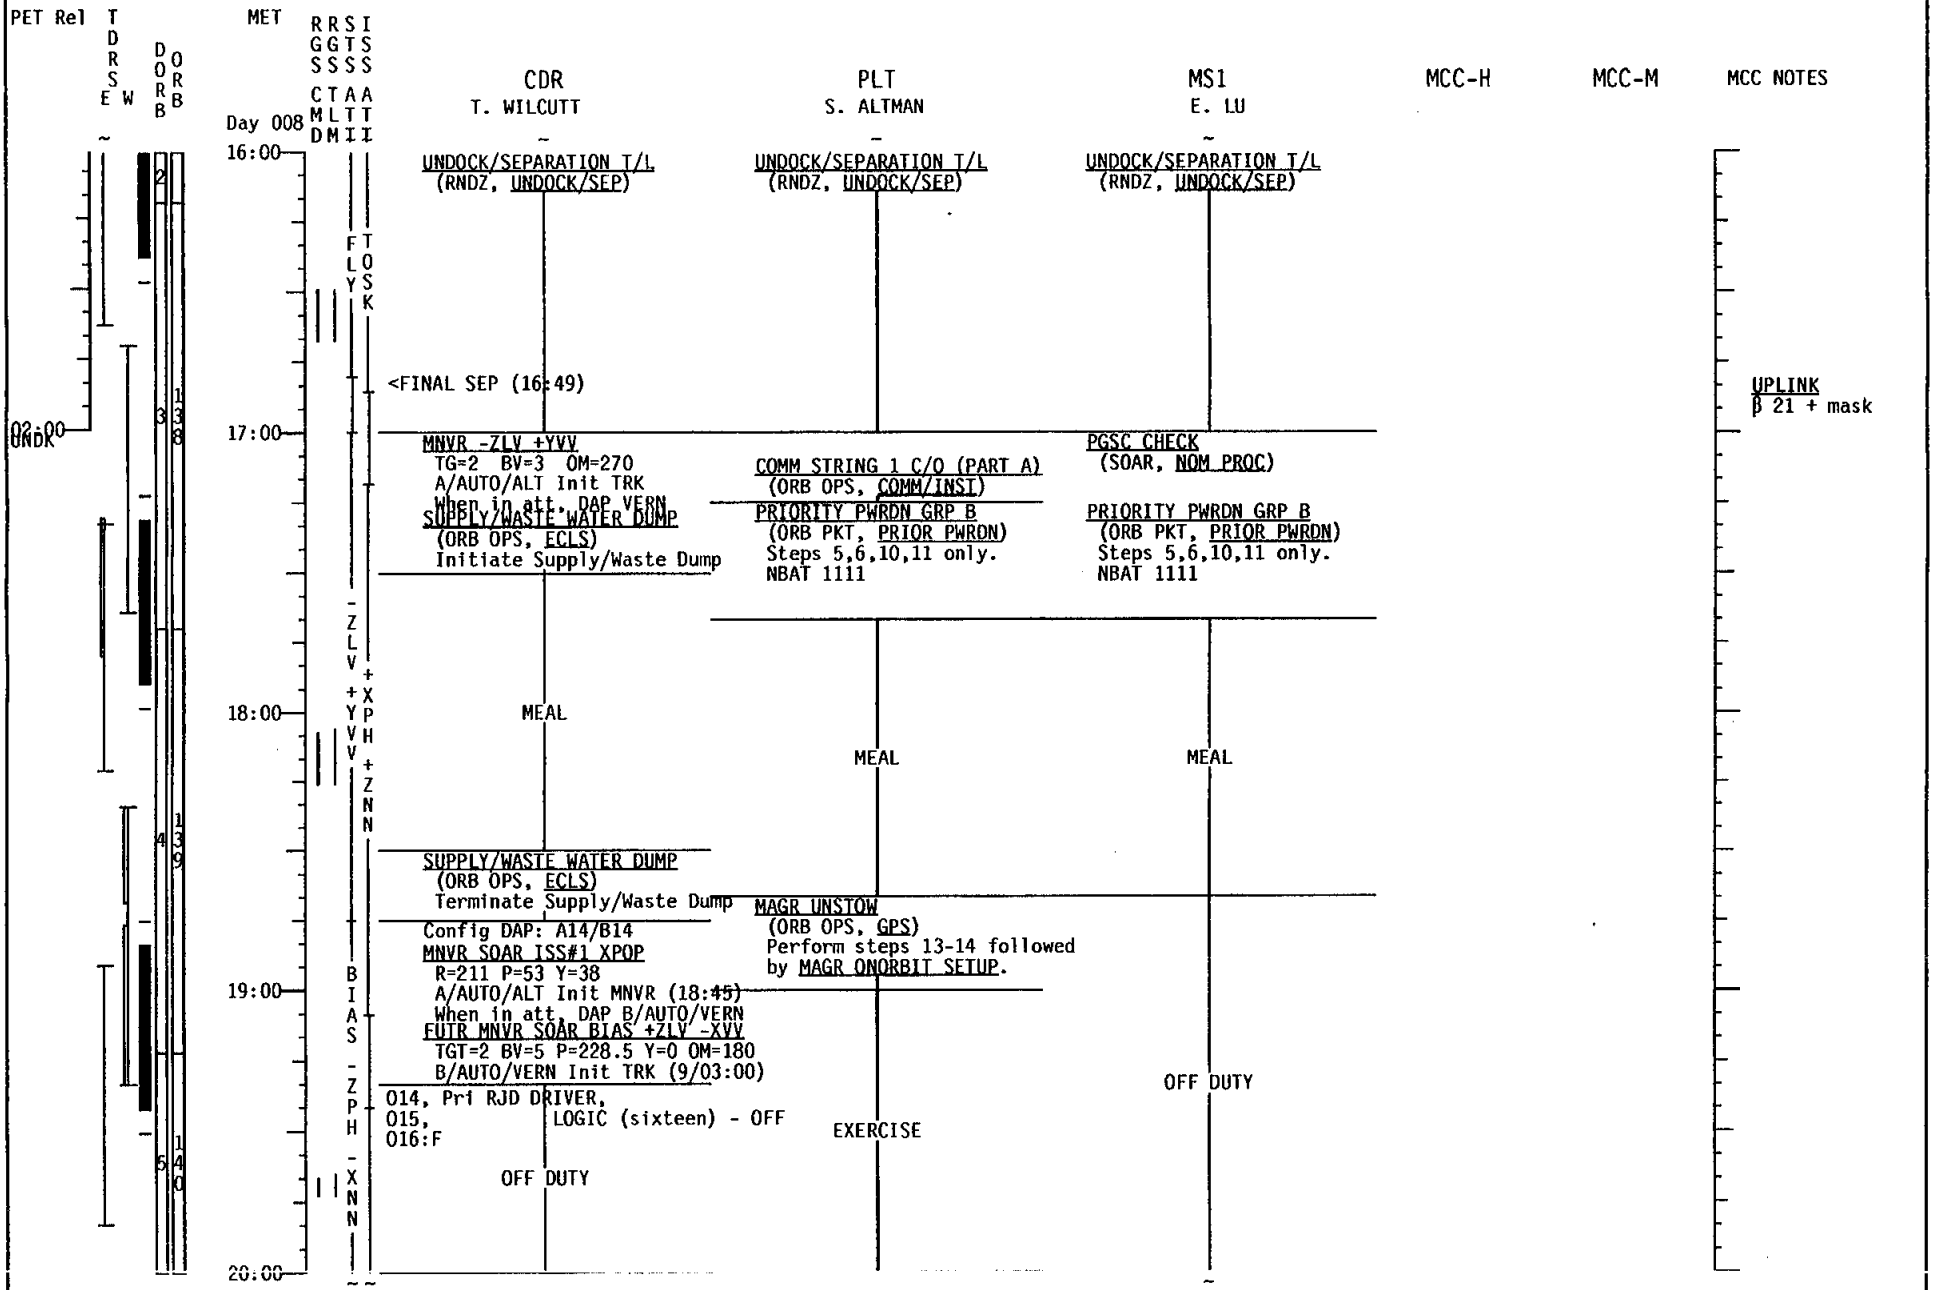 PET Rel
TDRS
E W
DORB
ORB
MET
RGS CMD
RGS TLM
STS ATTI
ISS ATTI
CDR
PLT
MS1
MCC-H
MCC-M
MCC NOTES
T. WILCUTT
S. ALTMAN
E. LU
Day 008
16:00
UNDOCK/SEPARATION T/L
(RNDZ, UNDOCK/SEP)
UNDOCK/SEPARATION T/L
(RNDZ, UNDOCK/SEP)
UNDOCK/SEPARATION T/L
(RNDZ, UNDOCK/SEP)
2
FLY
TOSK
<FINAL SEP (16:49)
UPLINK
β 21 + mask
3
138
02:00
UNDK
17:00
MNVR -ZLV +YVV
TG=2 BV=3 OM=270
A/AUTO/ALT Init TRK
When in att, DAP VERN
SUPPLY/WASTE WATER DUMP
(ORB OPS, ECLS)
Initiate Supply/Waste Dump
COMM STRING 1 C/O (PART A)
(ORB OPS, COMM/INST)
PRIORITY PWRDN GRP B
(ORB PKT, PRIOR PWRDN)
Steps 5,6,10,11 only.
NBAT 1111
PGSC CHECK
(SOAR, NOM PROC)
PRIORITY PWRDN GRP B
(ORB PKT, PRIOR PWRDN)
Steps 5,6,10,11 only.
NBAT 1111
-ZLV +YVV
+XPH +ZNN
18:00
MEAL
MEAL
MEAL
4
139
SUPPLY/WASTE WATER DUMP
(ORB OPS, ECLS)
Terminate Supply/Waste Dump
Config DAP: A14/B14
MNVR SOAR ISS#1 XPOP
R=211 P=53 Y=38
A/AUTO/ALT Init MNVR (18:45)
When in att, DAP B/AUTO/VERN
FUTR MNVR SOAR BIAS +ZLV -XVV
TGT=2 BV=5 P=228.5 Y=0 OM=180
B/AUTO/VERN Init TRK (9/03:00)
MAGR UNSTOW
(ORB OPS, GPS)
Perform steps 13-14 followed
by MAGR ONORBIT SETUP.
19:00
BIAS -ZPH -XNN
O14, Pri RJD DRIVER,
O15, LOGIC (sixteen) - OFF
O16:F
OFF DUTY
EXERCISE
OFF DUTY
5
140
20:00